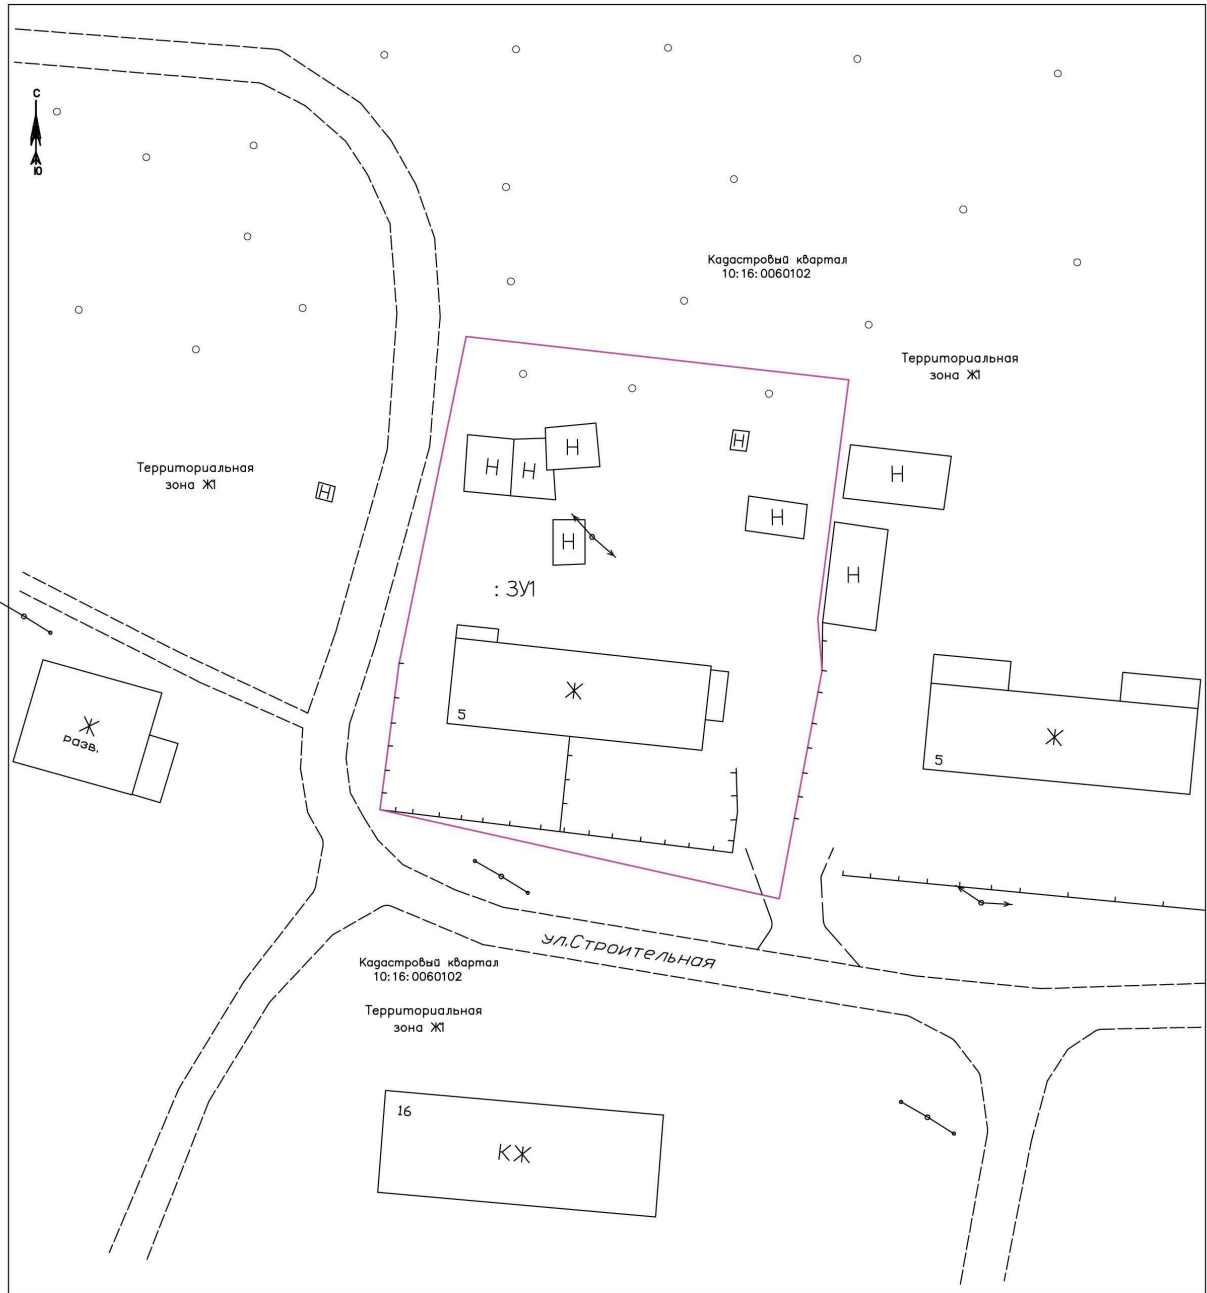 С
Ю
Кадастровый квартал
10:16:0060102
Территориальная
зона Ж1
Территориальная
зона Ж1
Н
Н
Н
Н
Н
Н
Н
Н
Н
Н
:ЗУ1
Ж
5
Ж
разв.
Ж
5
ул.Строительная
Кадастровый квартал
10:16:0060102
Территориальная
зона Ж1
16
КЖ